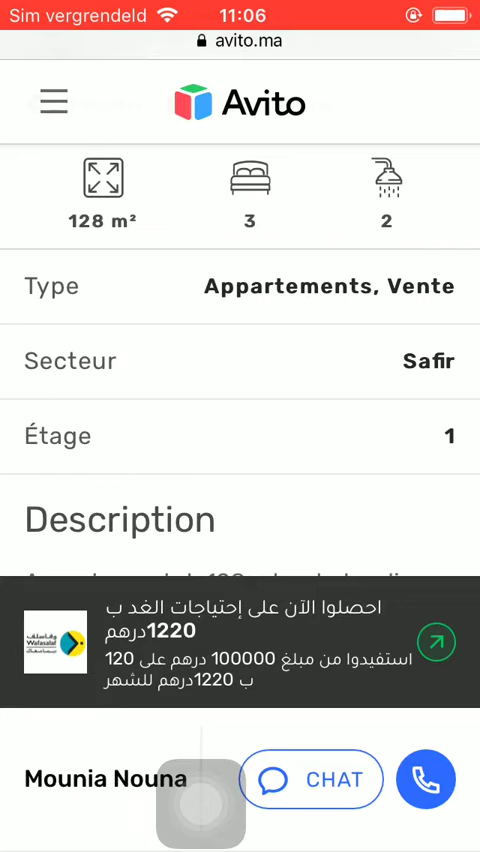 Sim vergrendeld 11:06
avito.ma
Avito
128 m² 3 2
Type Appartements, Vente
Secteur Safir
Étage 1
Description
احصلوا الآن على إحتياجات الغد ب
1220درهم
استفيدوا من مبلغ 100000 درهم على 120
ب 1220درهم للشهر
وفاسلف
Wafasalaf
Mounia Nouna CHAT